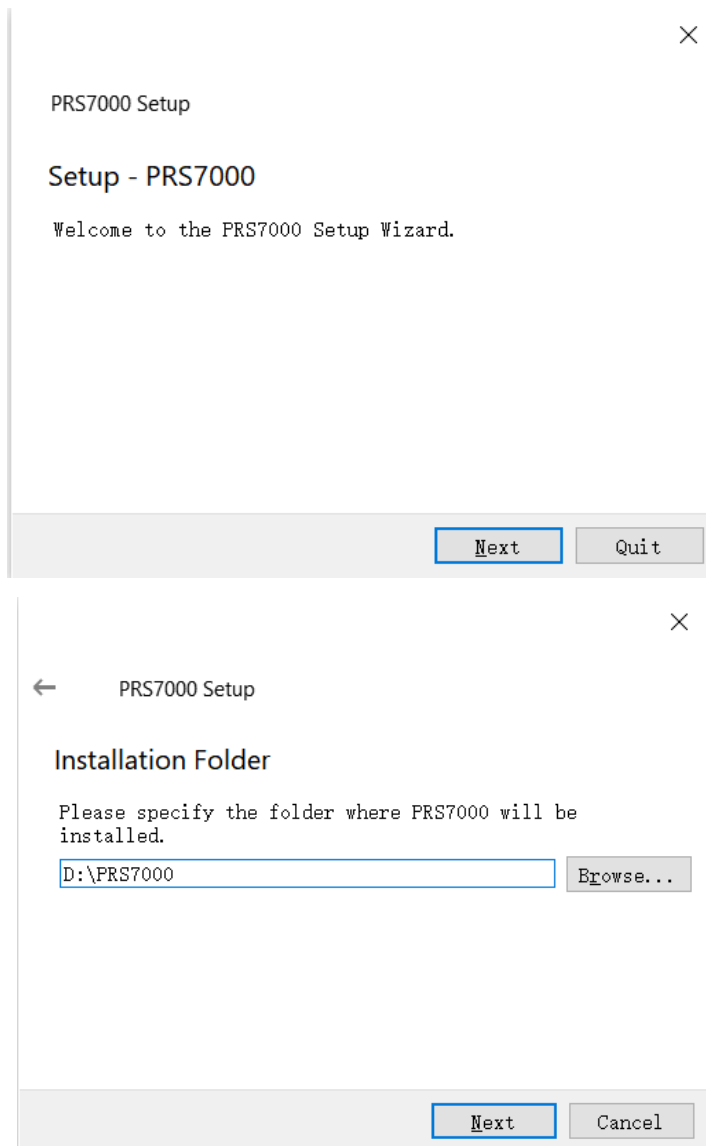 PRS7000 Setup
Setup - PRS7000
Welcome to the PRS7000 Setup Wizard.
Next Quit
PRS7000 Setup
Installation Folder
Please specify the folder where PRS7000 will be
installed.
D:\PRS7000 Browse...
Next Cancel